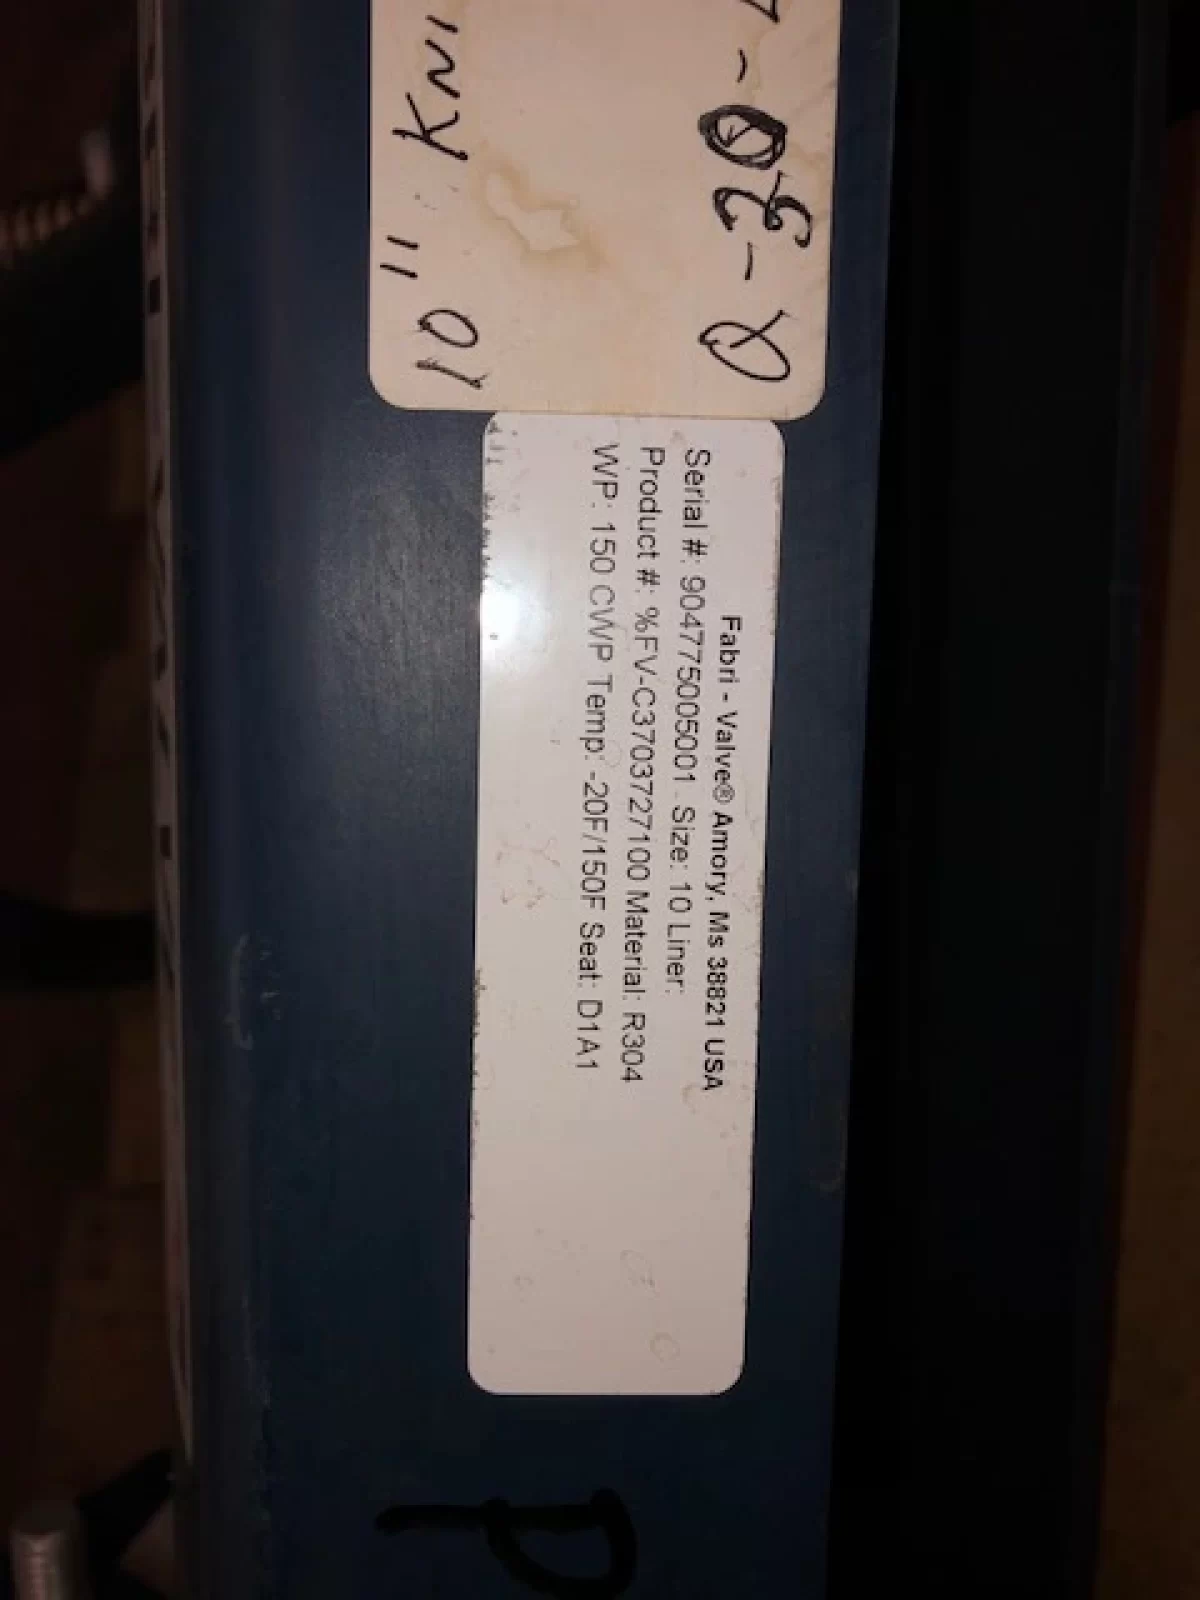 10" KNI
Fabri - Valve® Amory, Ms 38821 USA
Serial #: 904775005001 Size: 10 Liner:
Product #: %FV-C3703727100 Material: R304
WP: 150 CWP Temp: -20F/150F Seat: D1A1
P